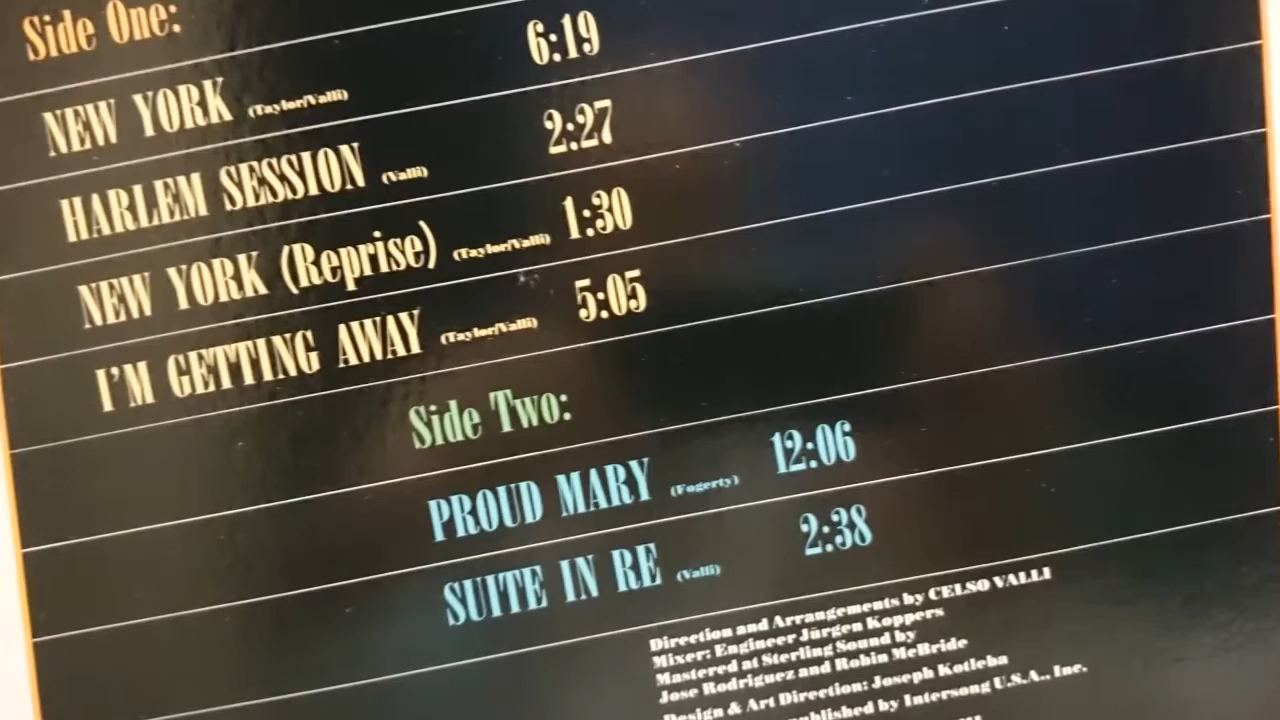 Side One:
NEW YORK (Taylor/Valli) 6:19
HARLEM SESSION (Valli) 2:27
NEW YORK (Reprise) (Taylor/Valli) 1:30
I'M GETTING AWAY (Taylor/Valli) 5:05
Side Two:
PROUD MARY (Fogerty) 12:06
SUITE IN RE (Valli) 2:38
Direction and Arrangements by CELSO VALLI
Mixer: Engineer Jürgen Koppers
Mastered at Sterling Sound by
Jose Rodriguez and Robin McBride
Design & Art Direction: Joseph Kotleba
published by Intersong U.S.A., Inc.